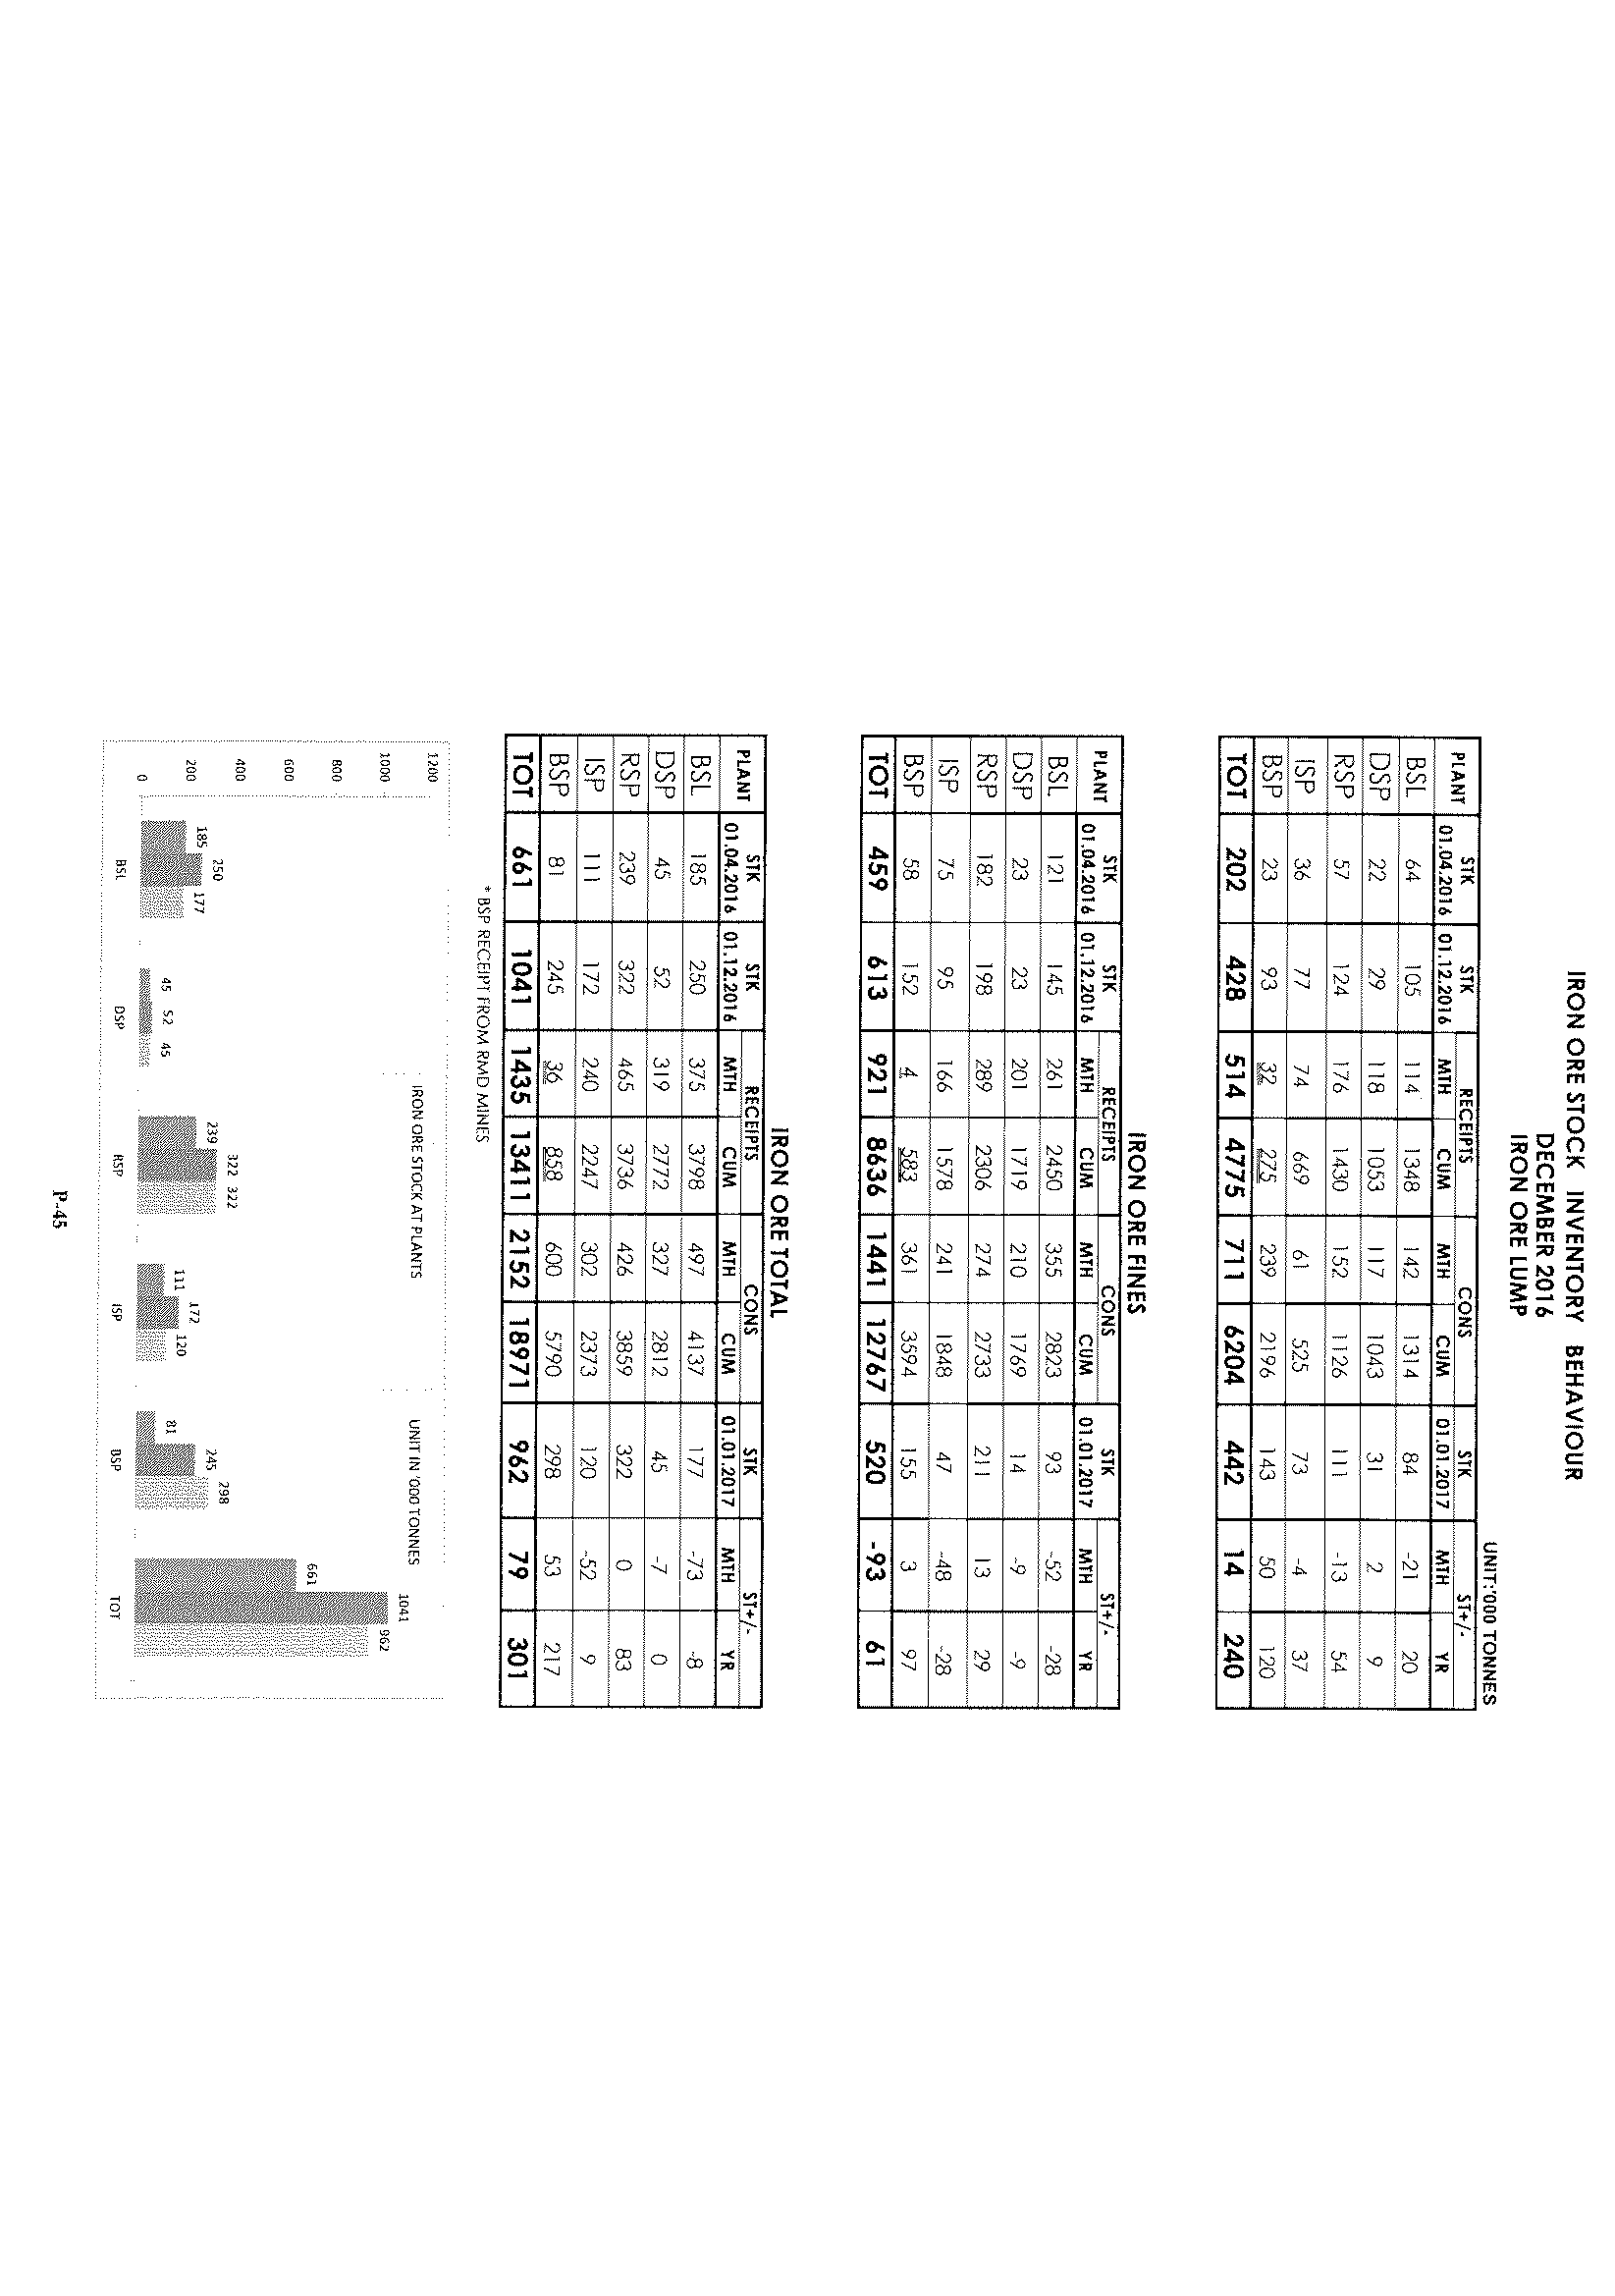 IRON ORE STOCK INVENTORY BEHAVIOUR
DECEMBER 2016
IRON ORE LUMP
UNIT:'000 TONNES
PLANT STK STK RECEIPTS CONS STK ST+/-
01.04.2016 01.12.2016 MTH CUM MTH CUM 01.01.2017 MTH YR
BSL 64 105 114 1348 142 1314 84 -21 20
DSP 22 29 118 1053 117 1043 31 2 9
RSP 57 124 176 1430 152 1126 111 -13 54
ISP 36 77 74 669 61 525 73 -4 37
BSP 23 93 32 275 239 2196 143 50 120
TOT 202 428 514 4775 711 6204 442 14 240
IRON ORE FINES
PLANT STK STK RECEIPTS CONS STK ST+/-
01.04.2016 01.12.2016 MTH CUM MTH CUM 01.01.2017 MTH YR
BSL 121 145 261 2450 355 2823 93 -52 -28
DSP 23 23 201 1719 210 1769 14 -9 -9
RSP 182 198 289 2306 274 2733 211 13 29
ISP 75 95 166 1578 241 1848 47 -48 -28
BSP 58 152 4 583 361 3594 155 3 97
TOT 459 613 921 8636 1441 12767 520 -93 61
IRON ORE TOTAL
PLANT STK STK RECEIPTS CONS STK ST+/-
01.04.2016 01.12.2016 MTH CUM MTH CUM 01.01.2017 MTH YR
BSL 185 250 375 3798 497 4137 177 -73 -8
DSP 45 52 319 2772 327 2812 45 -7 0
RSP 239 322 465 3736 426 3859 322 0 83
ISP 111 172 240 2247 302 2373 120 -52 9
BSP 81 245 36 858 600 5790 298 53 217
TOT 661 1041 1435 13411 2152 18971 962 79 301
* BSP RECEIPT FROM RMD MINES
IRON ORE STOCK AT PLANTS UNIT IN '000 TONNES
1200
1000
800
600
400
200
0
185 250 177
45 52 45
239 322 322
111 172 120
81 245 298
661 1041 962
BSL DSP RSP ISP BSP TOT
P-45